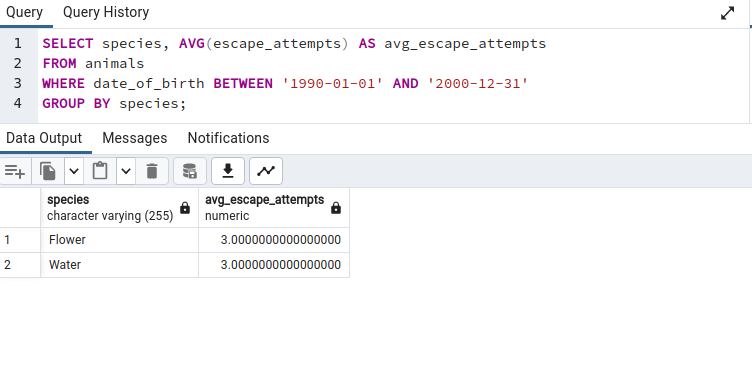 Query Query History
1 SELECT species, AVG(escape_attempts) AS avg_escape_attempts
2 FROM animals
3 WHERE date_of_birth BETWEEN '1990-01-01' AND '2000-12-31'
4 GROUP BY species;
Data Output Messages Notifications
species avg_escape_attempts
character varying (255) numeric
1 Flower 3.0000000000000000
2 Water 3.0000000000000000